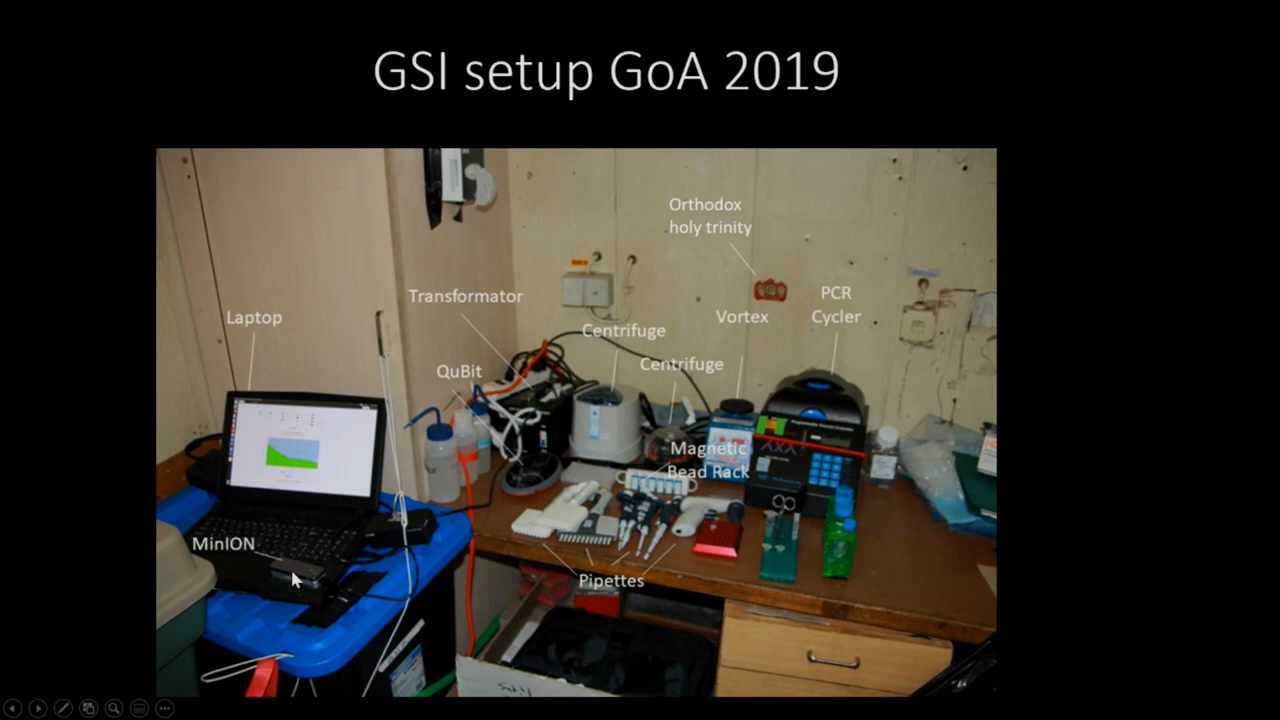 GSI setup GoA 2019
Orthodox
holy trinity
Transformator
PCR
Cycler
Laptop
Vortex
Centrifuge
Centrifuge
QuBit
Magnetic
Bead Rack
MinION
Pipettes